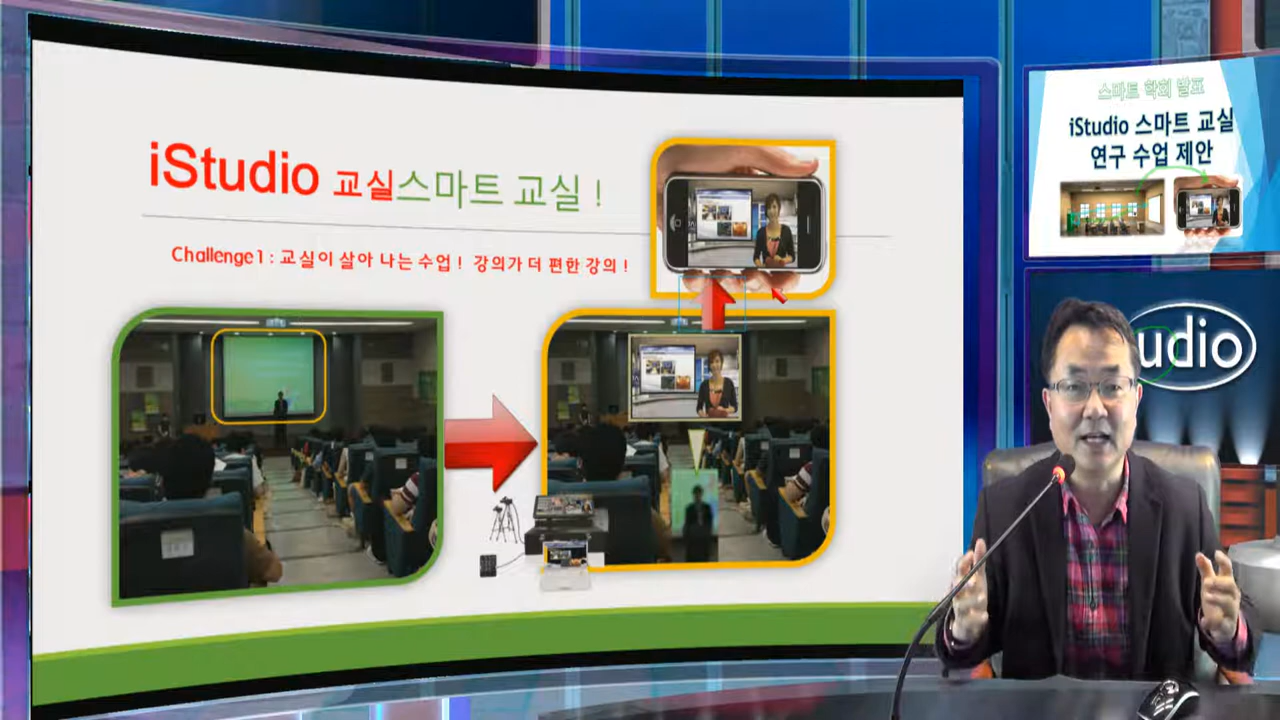 iStudio 교실스마트 교실 !
Challenge1 : 교실이 살아 나는 수업 ! 강의가 더 편한 강의 !
스마트 학회 발표
iStudio 스마트 교실
연구 수업 제안
udio